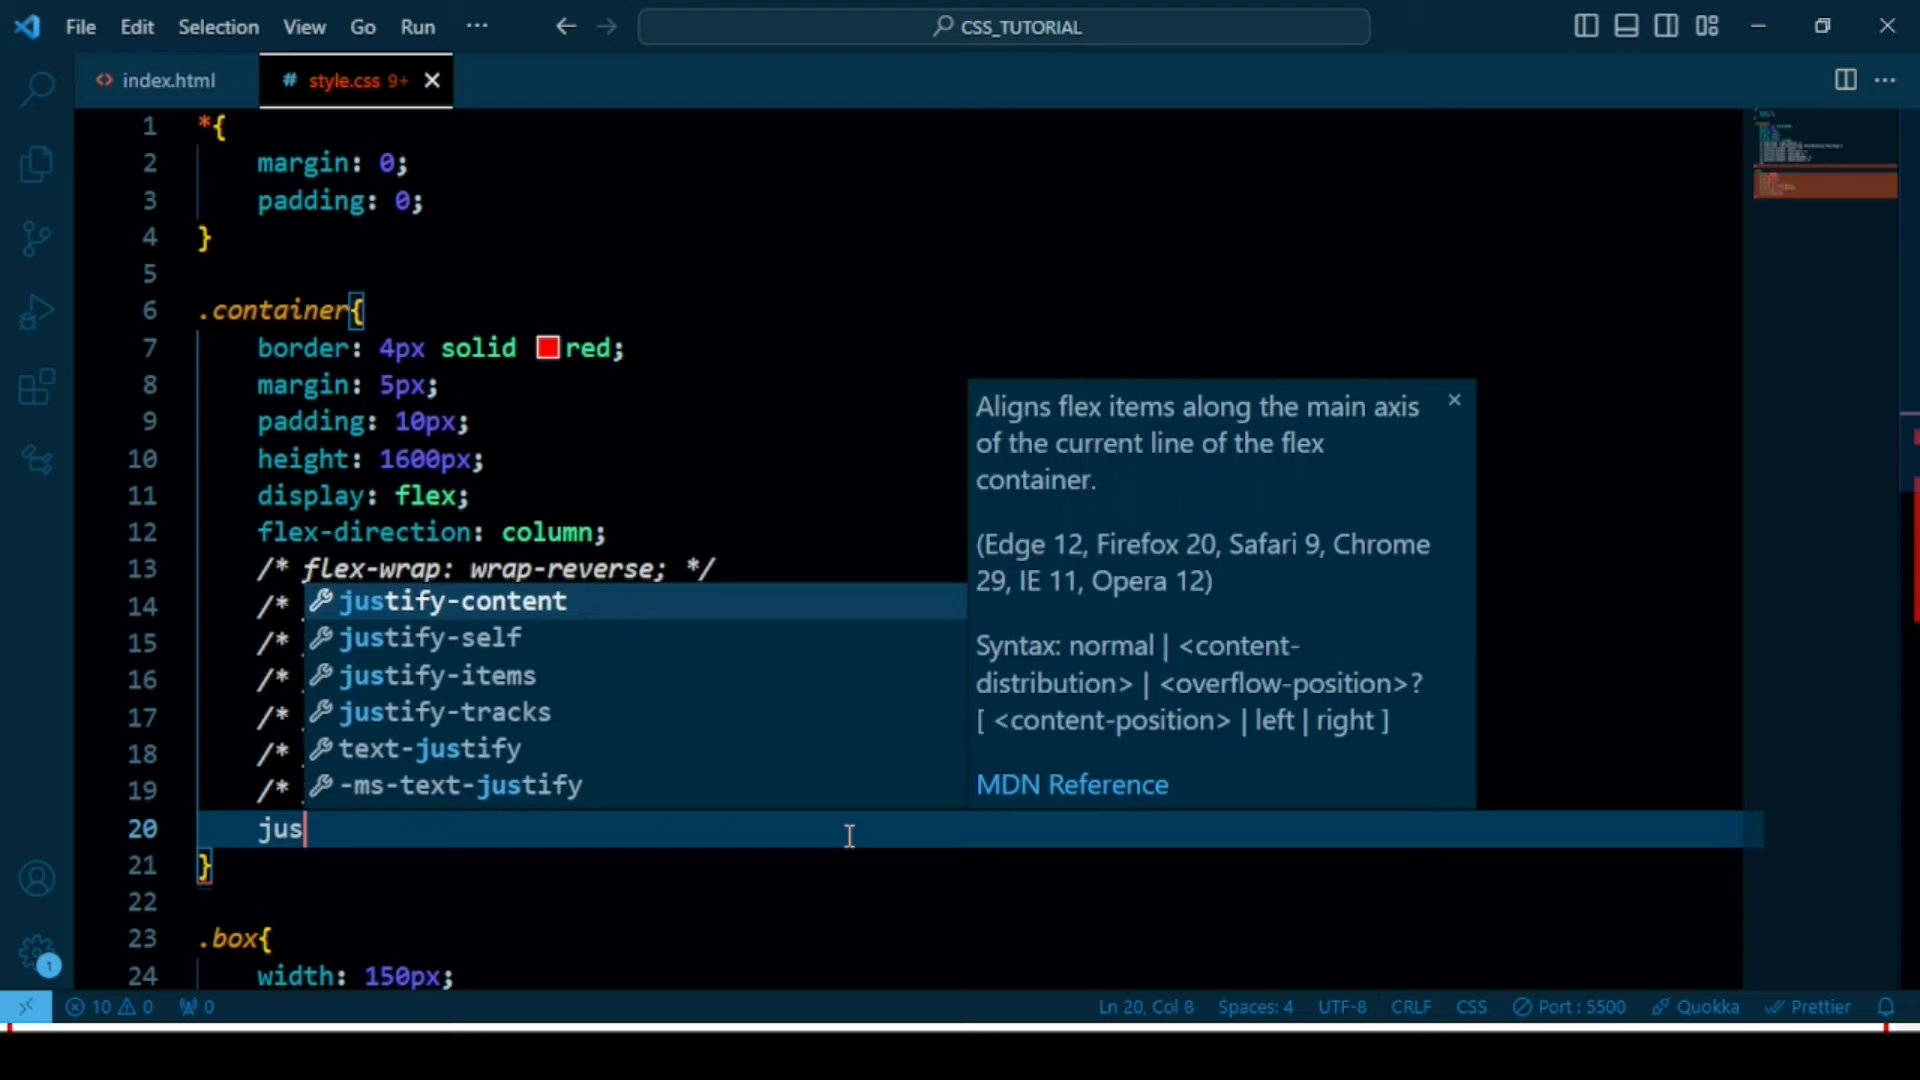 File Edit Selection View Go Run ··· CSS_TUTORIAL
index.html # style.css 9+
1 *{
2 margin: 0;
3 padding: 0;
4 }
5
6 .container{
7 border: 4px solid red;
8 margin: 5px;
9 padding: 10px;
10 height: 1600px;
11 display: flex;
12 flex-direction: column;
13 /* flex-wrap: wrap-reverse; */
14 /*
15 /*
16 /*
17 /*
18 /*
19 /*
justify-content
justify-self
justify-items
justify-tracks
text-justify
-ms-text-justify
Aligns flex items along the main axis
of the current line of the flex
container.
(Edge 12, Firefox 20, Safari 9, Chrome
29, IE 11, Opera 12)
Syntax: normal | <content-
distribution> | <overflow-position>?
[ <content-position> | left | right ]
MDN Reference
20 jus
21 }
22
23 .box{
24 width: 150px;
1
10 0 0 Ln 20, Col 8 Spaces: 4 UTF-8 CRLF CSS Port : 5500 Quokka Prettier